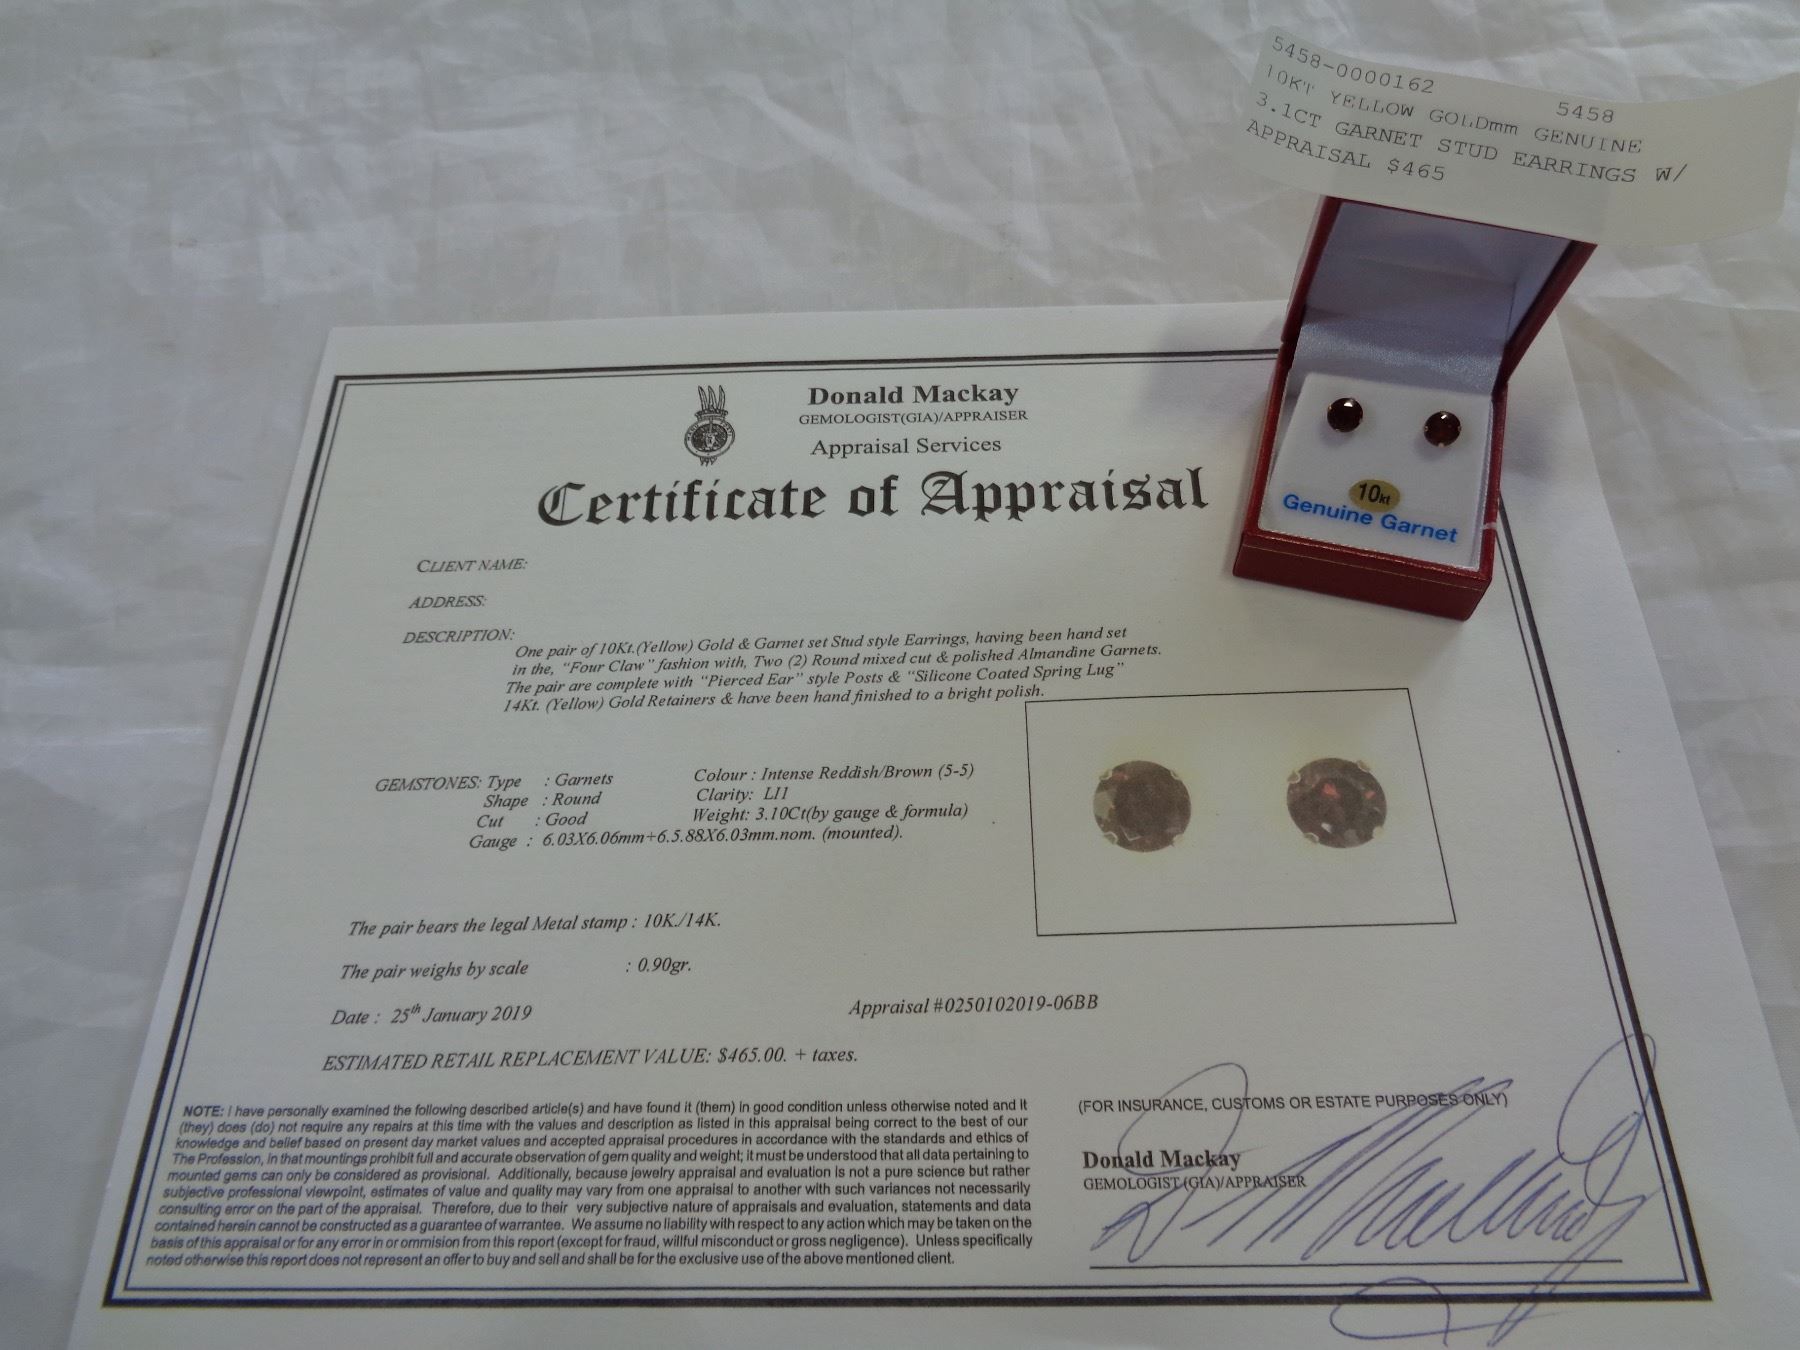 5458-0000162 5458
10KT YELLOW GOLDmm GENUINE
3.1CT GARNET STUD EARRINGS W/
APPRAISAL $465
10kt
Genuine Garnet
Donald Mackay
GEMOLOGIST(GIA)/APPRAISER
Appraisal Services
Certificate of Appraisal
CLIENT NAME:
ADDRESS:
DESCRIPTION:
One pair of 10Kt.(Yellow) Gold & Garnet set Stud style Earrings, having been hand set
in the, "Four Claw" fashion with, Two (2) Round mixed cut & polished Almandine Garnets.
The pair are complete with "Pierced Ear" style Posts & "Silicone Coated Spring Lug"
14Kt. (Yellow) Gold Retainers & have been hand finished to a bright polish.
GEMSTONES: Type : Garnets Colour : Intense Reddish/Brown (5-5)
Shape : Round Clarity: LI1
Cut : Good Weight: 3.10Ct(by gauge & formula)
Gauge : 6.03X6.06mm+6.5.88X6.03mm.nom. (mounted).
The pair bears the legal Metal stamp : 10K./14K.
The pair weighs by scale : 0.90gr.
Date : 25th January 2019 Appraisal #0250102019-06BB
ESTIMATED RETAIL REPLACEMENT VALUE: $465.00. + taxes.
NOTE: I have personally examined the following described article(s) and have found it (them) in good condition unless otherwise noted and it
(they) does (do) not require any repairs at this time with the values and description as listed in this appraisal being correct to the best of our
knowledge and belief based on present day market values and accepted appraisal procedures in accordance with the standards and ethics of
The Profession, in that mountings prohibit full and accurate observation of gem quality and weight; it must be understood that all data pertaining to
mounted gems can only be considered as provisional. Additionally, because jewelry appraisal and evaluation is not a pure science but rather
subjective professional viewpoint, estimates of value and quality may vary from one appraisal to another with such variances not necessarily
consulting error on the part of the appraisal. Therefore, due to their very subjective nature of appraisals and evaluation, statements and data
contained herein cannot be constructed as a guarantee of warrantee. We assume no liability with respect to any action which may be taken on the
basis of this appraisal or for any error in or ommision from this report (except for fraud, willful misconduct or gross negligence). Unless specifically
noted otherwise this report does not represent an offer to buy and sell and shall be for the exclusive use of the above mentioned client.
(FOR INSURANCE, CUSTOMS OR ESTATE PURPOSES ONLY)
Donald Mackay
GEMOLOGIST (GIA)/APPRAISER